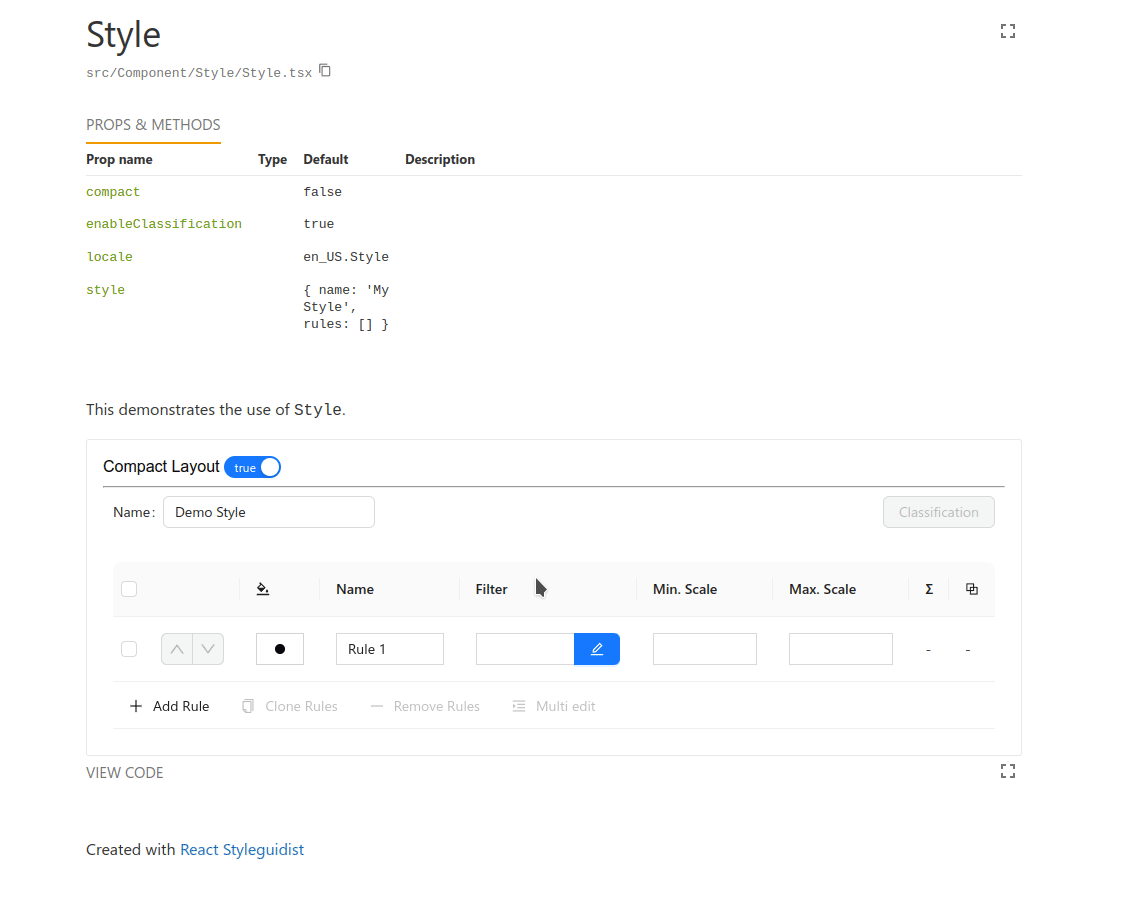 Style
src/Component/Style/Style.tsx
PROPS & METHODS
Prop name Type Default Description
compact false
enableClassification true
locale en_US.Style
style { name: 'My
Style',
rules: [] }
This demonstrates the use of Style.
Compact Layout true
Name: Demo Style Classification
Name Filter Min. Scale Max. Scale Σ
Rule 1 - -
Add Rule Clone Rules Remove Rules Multi edit
VIEW CODE
Created with React Styleguidist